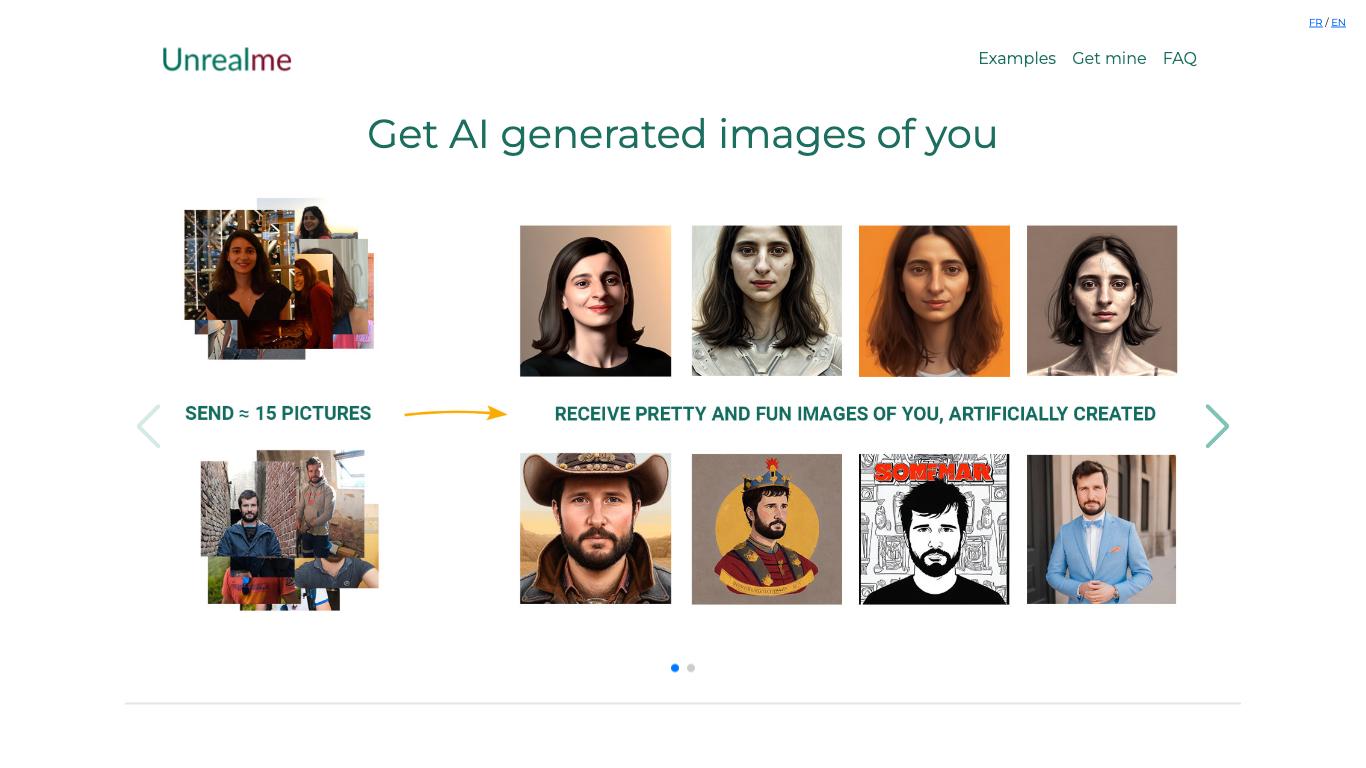 FR / EN
Unrealme
Examples Get mine FAQ
Get AI generated images of you
SEND ≈ 15 PICTURES
RECEIVE PRETTY AND FUN IMAGES OF YOU, ARTIFICIALLY CREATED